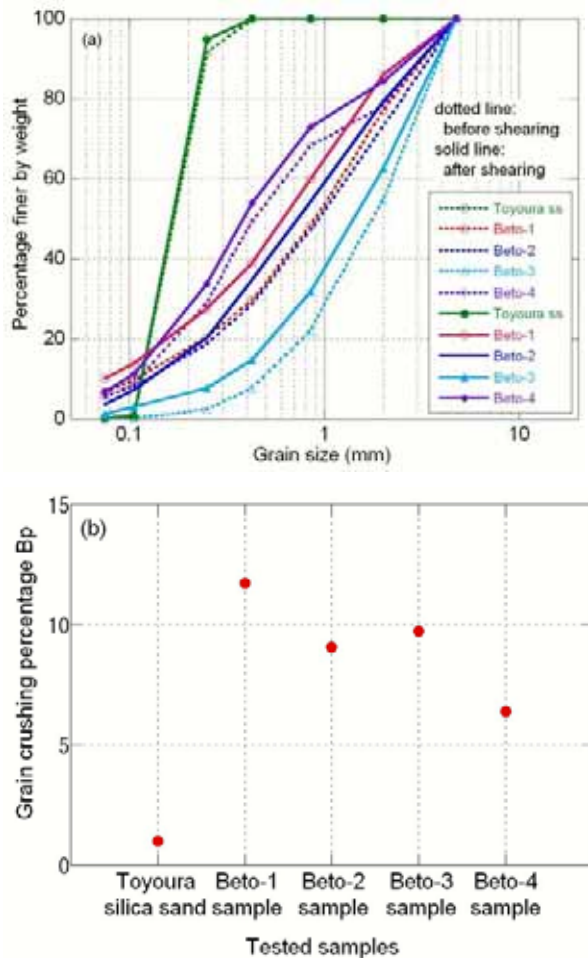 100
(a)
80
60
40
20
0
Percentage finer by weight
dotted line:
before shearing
solid line:
after shearing
Toyoura ss
Beto-1
Beto-2
Beto-3
Beto-4
Toyoura ss
Beto-1
Beto-2
Beto-3
Beto-4
0.1
1
10
Grain size (mm)
15
(b)
10
5
0
Grain crushing percentage Bp
Toyoura Beto-1 Beto-2 Beto-3 Beto-4
silica sand sample sample sample sample
Tested samples